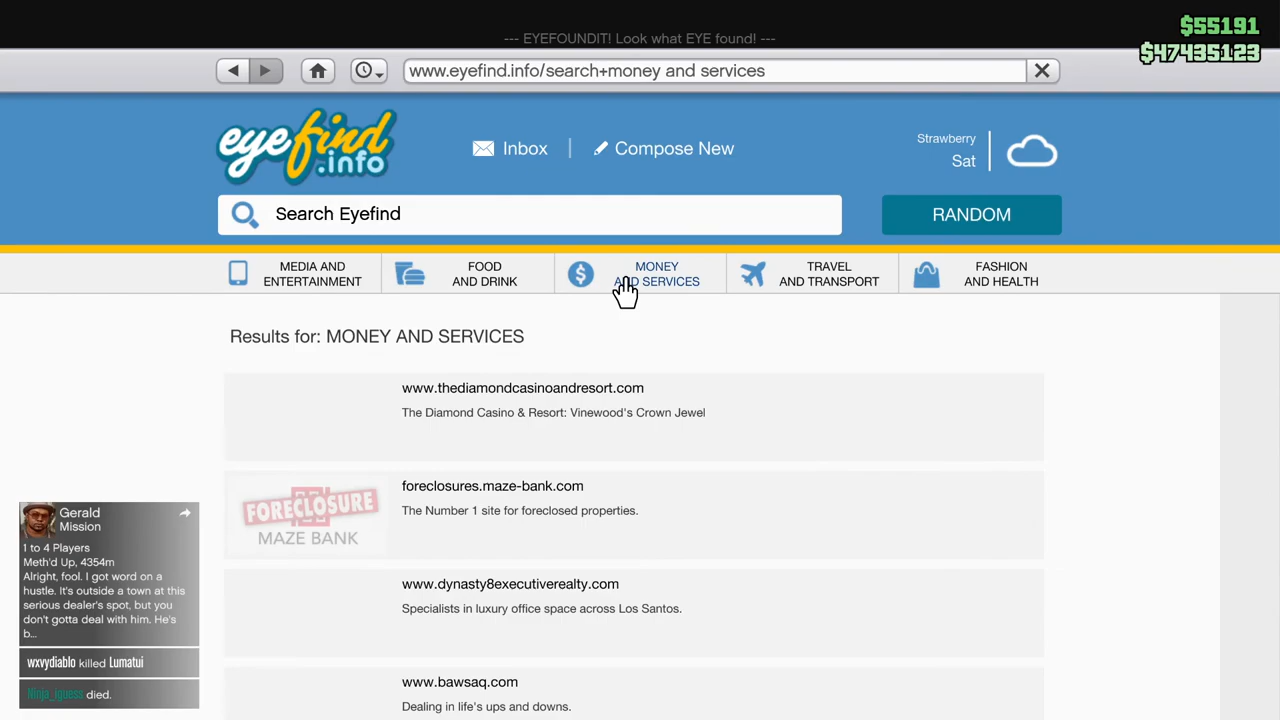 --- EYEFOUNDIT! Look what EYE found! ---
$55191
$47435123
www.eyefind.info/search+money and services
eyefind
.info
Inbox
Compose New
Strawberry
Sat
Search Eyefind
RANDOM
MEDIA AND
ENTERTAINMENT
FOOD
AND DRINK
MONEY
AND SERVICES
TRAVEL
AND TRANSPORT
FASHION
AND HEALTH
Results for: MONEY AND SERVICES
www.thediamondcasinoandresort.com
The Diamond Casino & Resort: Vinewood's Crown Jewel
FORECLOSURE
MAZE BANK
foreclosures.maze-bank.com
The Number 1 site for foreclosed properties.
www.dynasty8executiverealty.com
Specialists in luxury office space across Los Santos.
www.bawsaq.com
Dealing in life's ups and downs.
Gerald
Mission
1 to 4 Players
Meth'd Up, 4354m
Alright, fool. I got word on a
hustle. It's outside a town at this
serious dealer's spot, but you
don't gotta deal with him. He's
b...
wxvydiablo killed Lumatui
Ninja_iguess died.